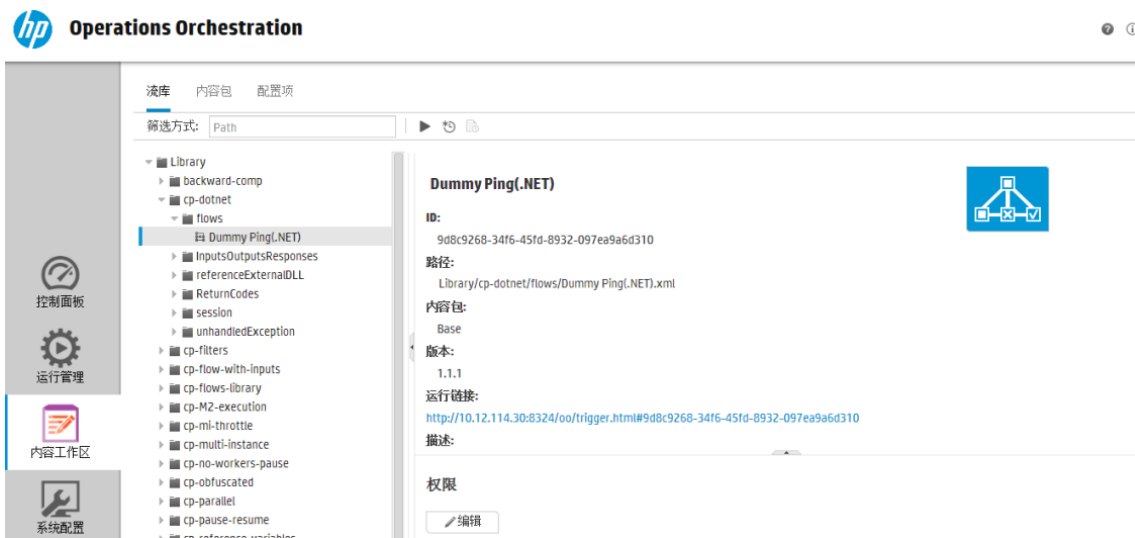 hp Operations Orchestration
流库 内容包 配置项
筛选方式: Path
Library
backward-comp
cp-dotnet
flows
Dummy Ping(.NET)
InputsOutputsResponses
referenceExternalDLL
ReturnCodes
session
unhandledException
cp-filters
cp-flow-with-inputs
cp-flows-library
cp-M2-execution
cp-mi-throttle
cp-multi-instance
cp-no-workers-pause
cp-obfuscated
cp-parallel
cp-pause-resume
cp-reference-variables
控制面板
运行管理
内容工作区
系统配置
Dummy Ping(.NET)
ID:
9d8c9268-34f6-45fd-8932-097ea9a6d310
路径:
Library/cp-dotnet/flows/Dummy Ping(.NET).xml
内容包:
Base
版本:
1.1.1
运行链接:
http://10.12.114.30:8324/oo/trigger.html#9d8c9268-34f6-45fd-8932-097ea9a6d310
描述:
权限
编辑